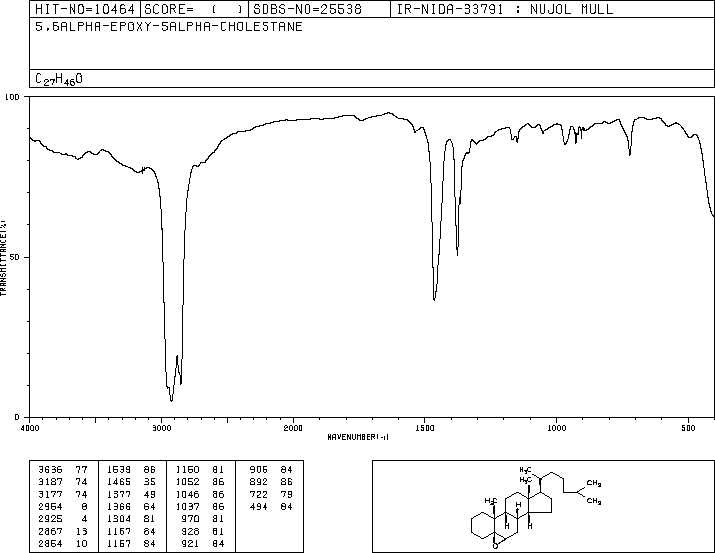 HIT-NO=10464 SCORE= ( ) SDBS-NO=25538 IR-NIDA-33791 : NUJOL MULL
5,6ALPHA-EPOXY-5ALPHA-CHOLESTANE
C27H46O
100
50
0
TRANSMITTANCE(%)
4000 3000 2000 1500 1000 500
WAVENUMBER(-1)
3636 77 1539 86 1150 81 906 84
3187 74 1465 35 1052 86 892 86
3177 74 1377 49 1046 86 722 79
2954 8 1366 64 1037 86 494 84
2925 4 1304 81 970 81
2867 13 1167 84 928 81
2854 10 1157 84 921 84
H3C CH3
H3C CH3
CH3 H
H H
O